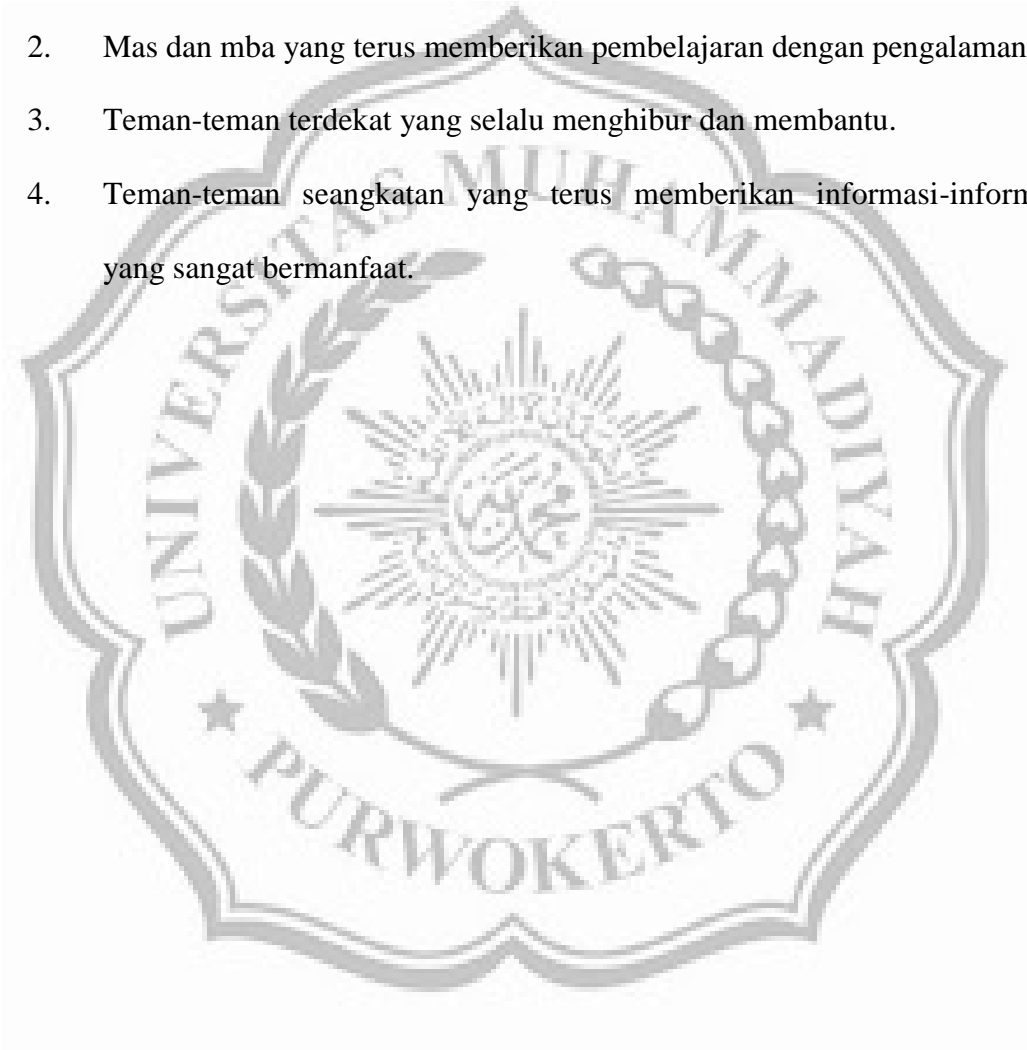 2. Mas dan mba yang terus memberikan pembelajaran dengan pengalaman
3. Teman-teman terdekat yang selalu menghibur dan membantu.
4. Teman-teman seangkatan yang terus memberikan informasi-inforn
yang sangat bermanfaat.
UNIVERSITAS MUHAMMADIYAH
PURWOKERTO